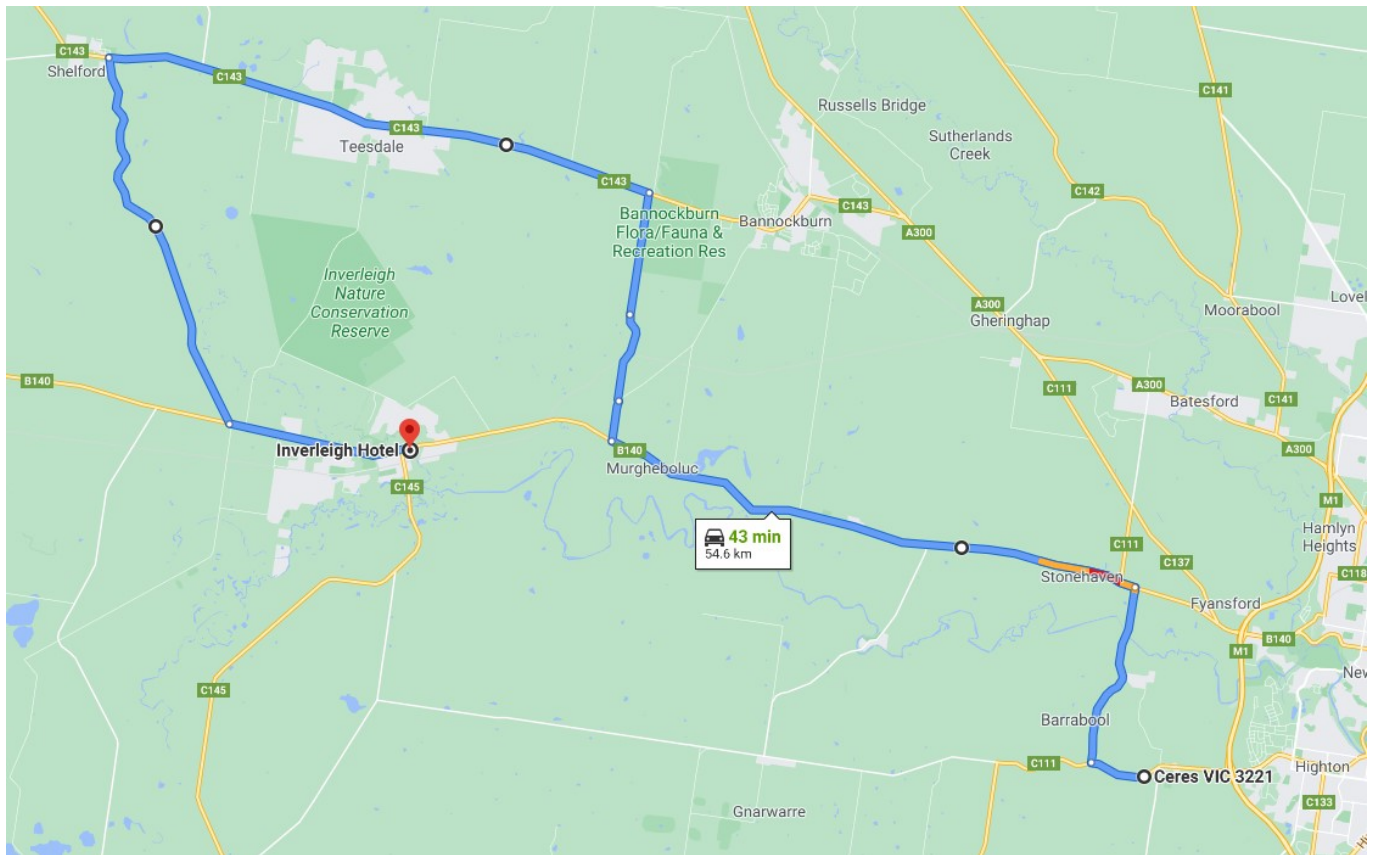 C143
C143
Shelford
C143
Teesdale
C143
C143
Russells Bridge
Sutherlands
Creek
C141
C142
Bannockburn
Flora/Fauna &
Recreation Res
Bannockburn
C143
A300
Inverleigh
Nature
Conservation
Reserve
A300
Gheringhap
Moorabool
B140
C111
A300
Batesford
C141
A300
Inverleigh Hotel
B140
Murgheboluc
C145
M1
Hamlyn
Heights
43 min
54.6 km
C111
C137
C118
Stonehaven
Fyansford
B140
M1
C145
Barrabool
C111
Ceres VIC 3221
Highton
C133
Gnarwarre